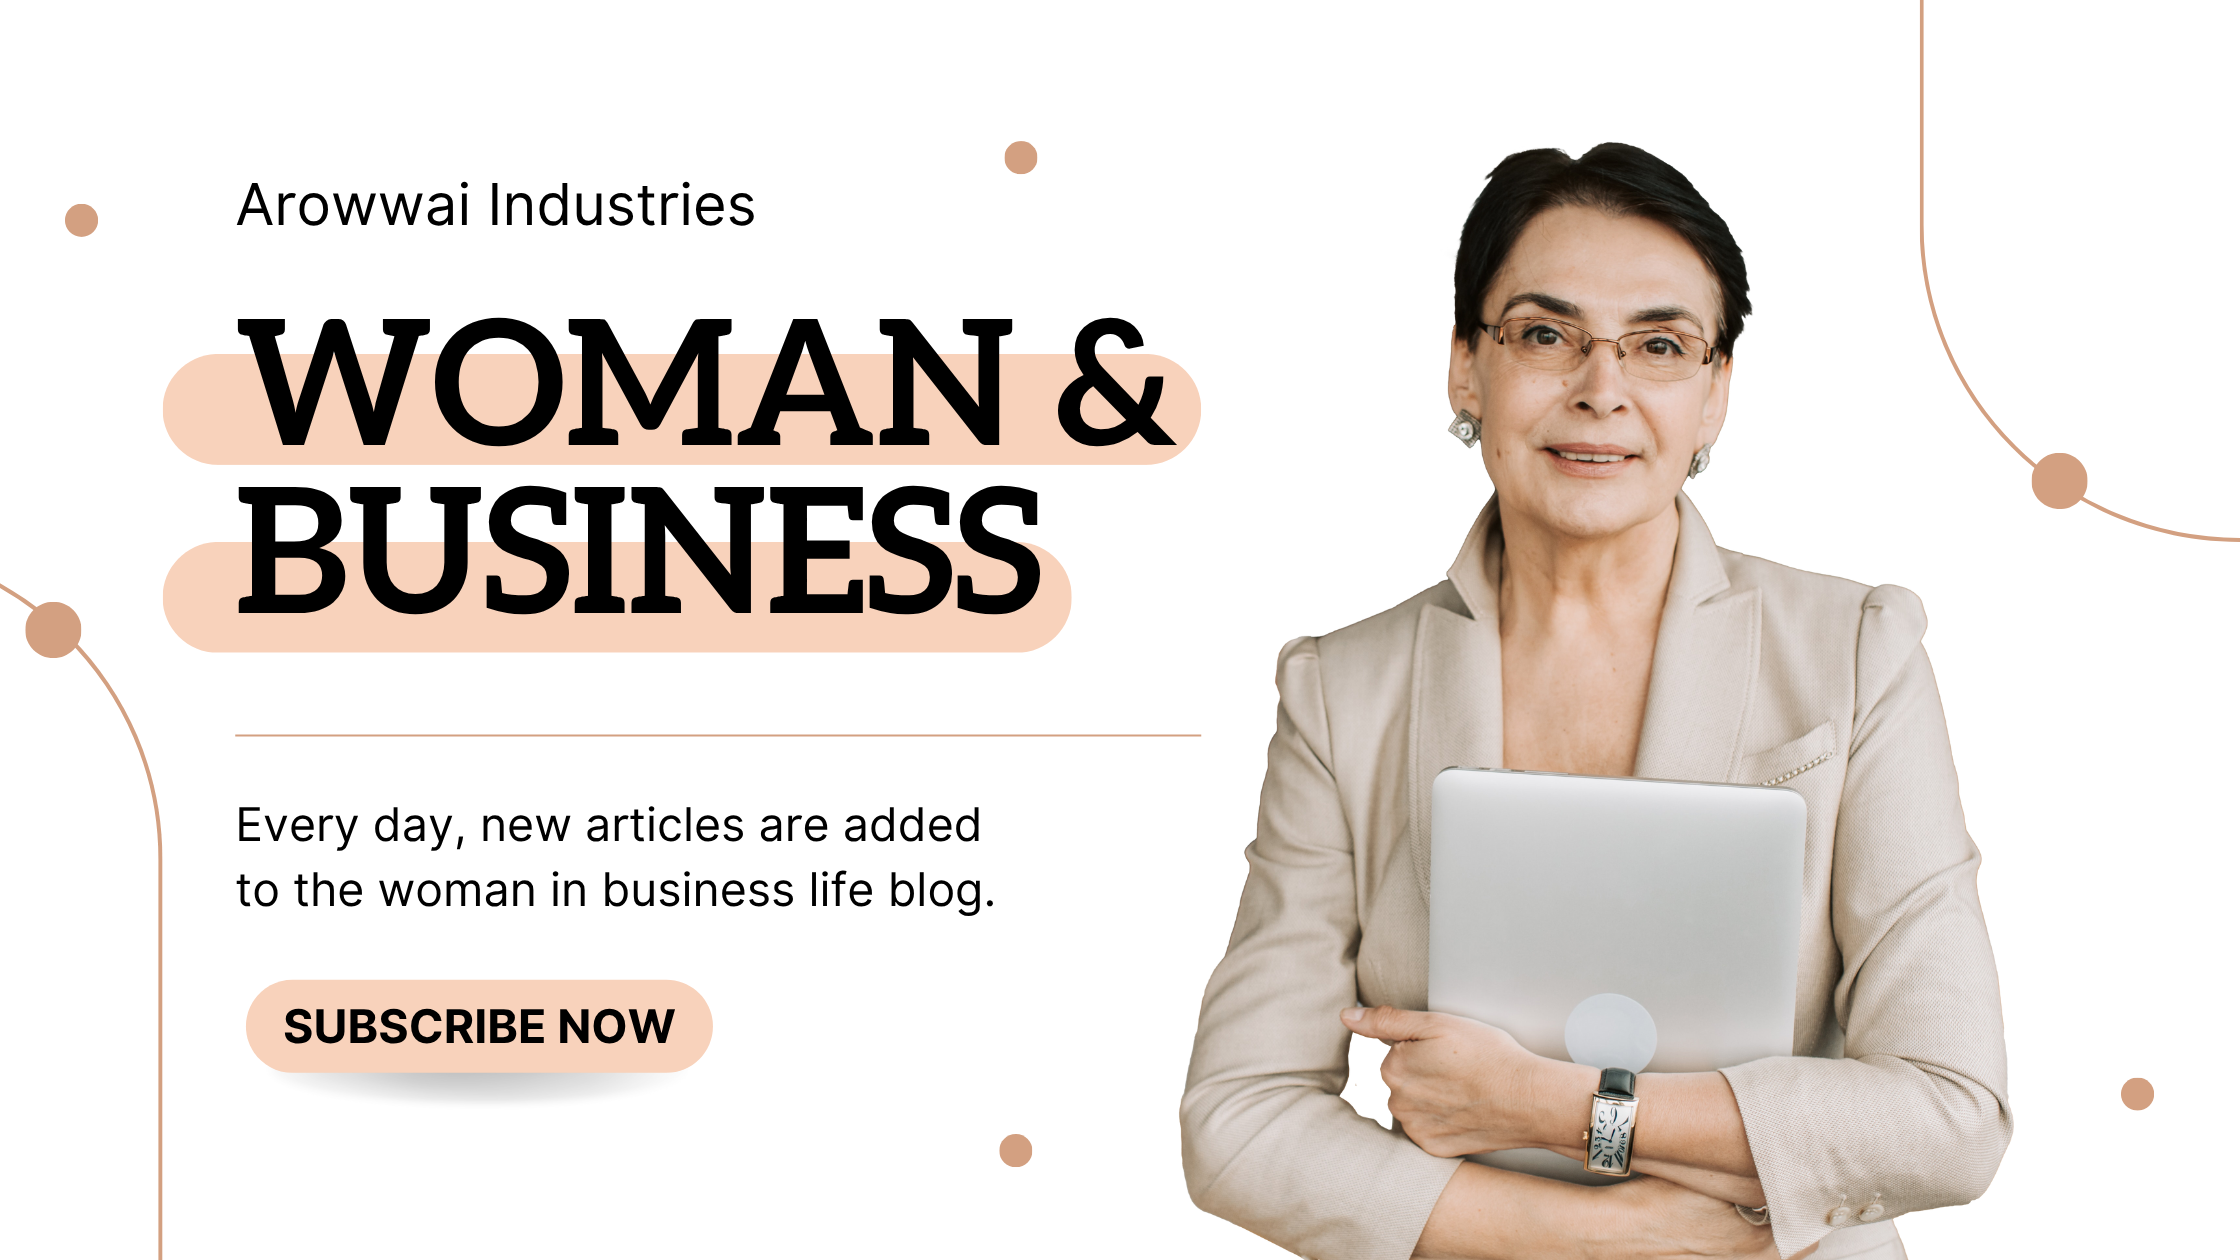 Arowwai Industries
WOMAN &
BUSINESS
Every day, new articles are added
to the woman in business life blog.
SUBSCRIBE NOW